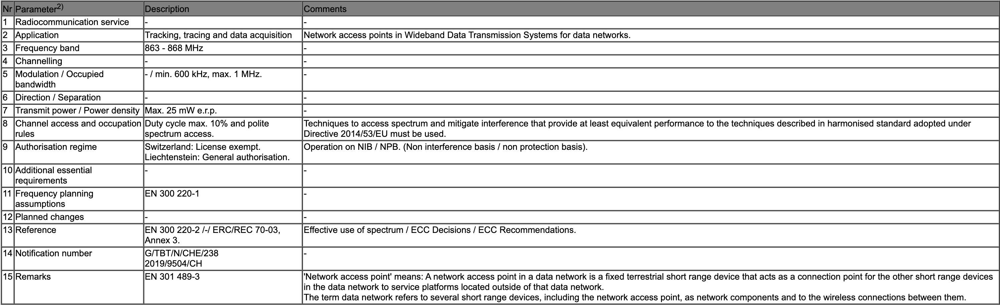 Nr Parameter2) Description Comments
1 Radiocommunication service - -
2 Application Tracking, tracing and data acquisition Network access points in Wideband Data Transmission Systems for data networks.
3 Frequency band 863 - 868 MHz -
4 Channelling - -
5 Modulation / Occupied bandwidth - / min. 600 kHz, max. 1 MHz. -
6 Direction / Separation - -
7 Transmit power / Power density Max. 25 mW e.r.p. -
8 Channel access and occupation rules Duty cycle max. 10% and polite spectrum access. Techniques to access spectrum and mitigate interference that provide at least equivalent performance to the techniques described in harmonised standard adopted under Directive 2014/53/EU must be used.
9 Authorisation regime Switzerland: License exempt. Liechtenstein: General authorisation. Operation on NIB / NPB. (Non interference basis / non protection basis).
10 Additional essential requirements - -
11 Frequency planning assumptions EN 300 220-1 -
12 Planned changes - -
13 Reference EN 300 220-2 /-/ ERC/REC 70-03, Annex 3. Effective use of spectrum / ECC Decisions / ECC Recommendations.
14 Notification number G/TBT/N/CHE/238 2019/9504/CH -
15 Remarks EN 301 489-3 'Network access point' means: A network access point in a data network is a fixed terrestrial short range device that acts as a connection point for the other short range devices in the data network to service platforms located outside of that data network.
The term data network refers to several short range devices, including the network access point, as network components and to the wireless connections between them.